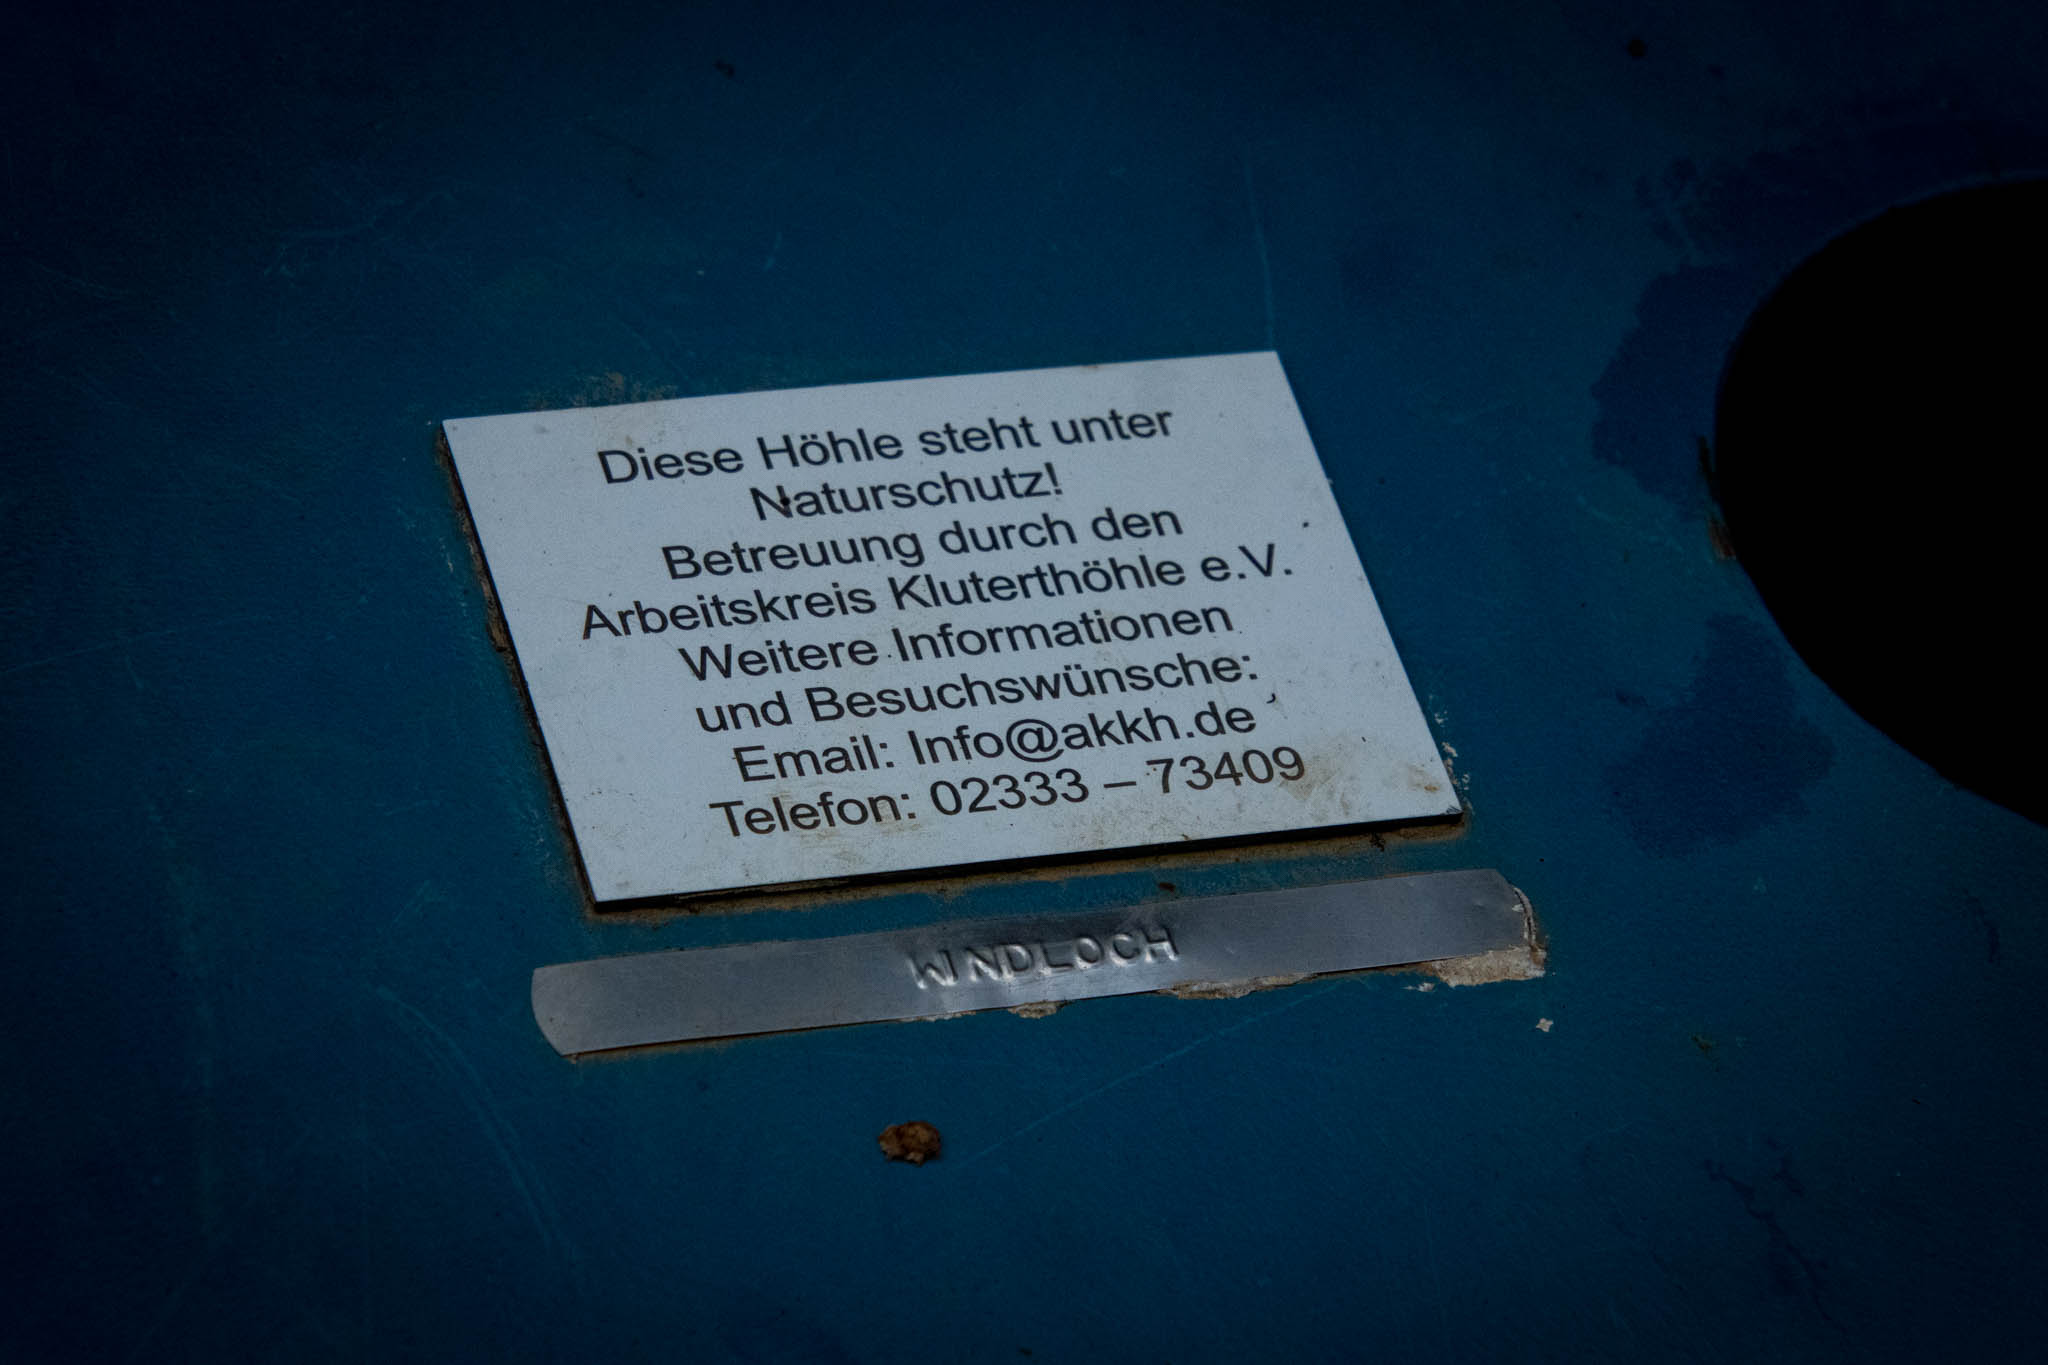 Diese Höhle steht unter
Naturschutz!
Betreuung durch den
Arbeitskreis Kluterthöhle e.V.
Weitere Informationen
und Besuchswünsche:
Email: Info@akkh.de
Telefon: 02333 – 73409
WINDLOCH